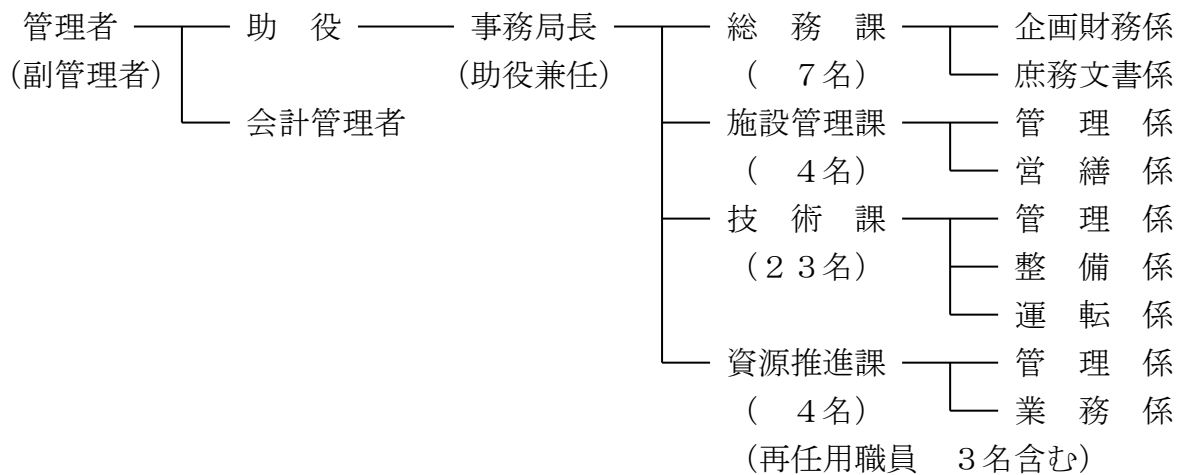 管理者 助　役 事務局長 総　務　課 企画財務係
(副管理者) (助役兼任) (　７名) 庶務文書係
会計管理者 施設管理課 管　理　係
(　４名) 営　繕　係
技　術　課 管　理　係
(２３名) 整　備　係
運　転　係
資源推進課 管　理　係
(　４名) 業　務　係
(再任用職員　３名含む)